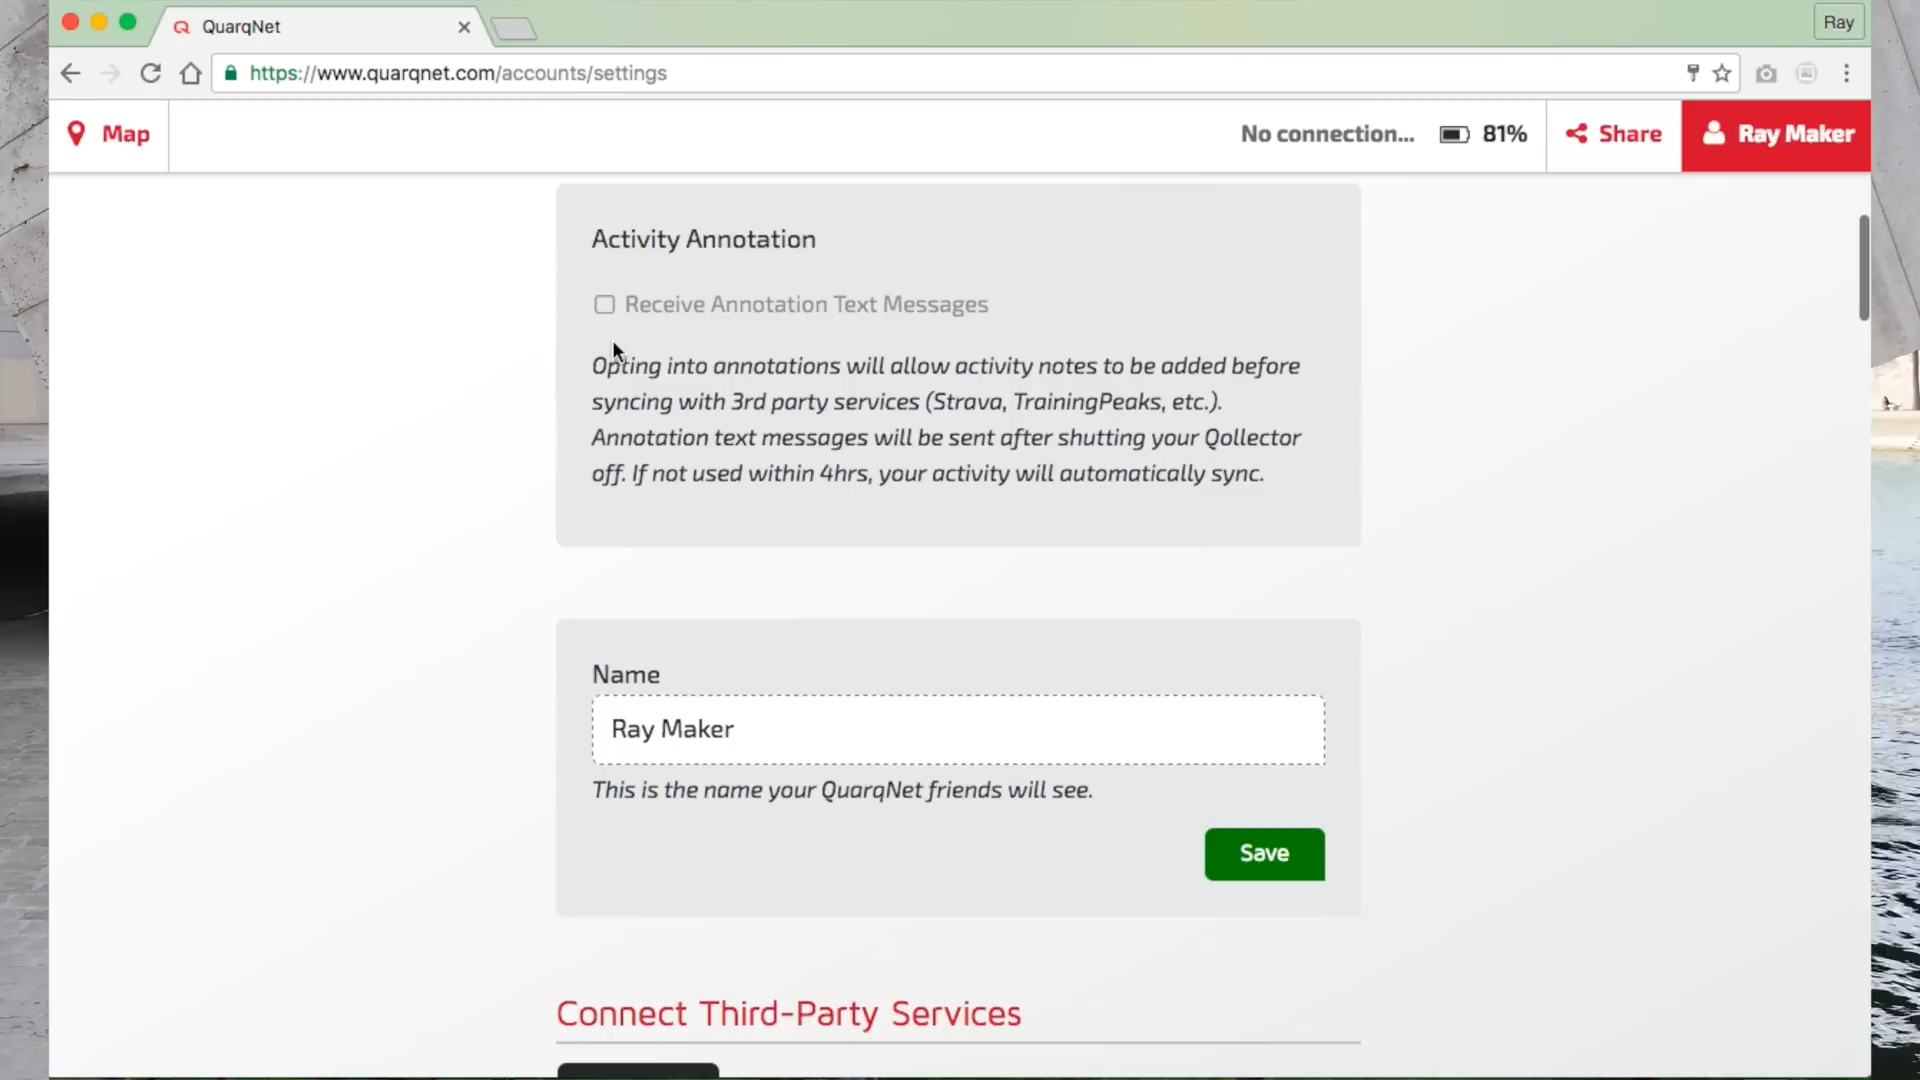 QuarqNet
Ray
https://www.quarqnet.com/accounts/settings
Map
No connection...
81%
Share
Ray Maker
Activity Annotation
Receive Annotation Text Messages
Opting into annotations will allow activity notes to be added before
syncing with 3rd party services (Strava, TrainingPeaks, etc.).
Annotation text messages will be sent after shutting your Qollector
off. If not used within 4hrs, your activity will automatically sync.
Name
Ray Maker
This is the name your QuarqNet friends will see.
Save
Connect Third-Party Services